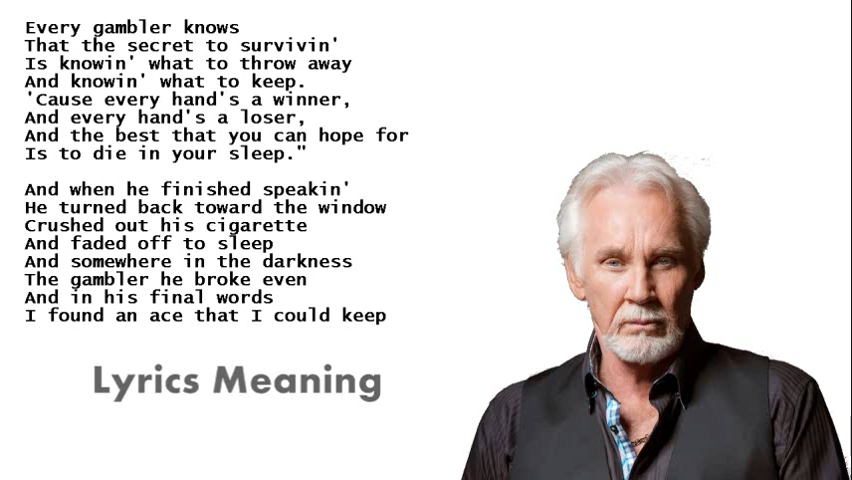 Every gambler knows
That the secret to survivin'
Is knowin' what to throw away
And knowin' what to keep.
'Cause every hand's a winner,
And every hand's a loser,
And the best that you can hope for
Is to die in your sleep."
And when he finished speakin'
He turned back toward the window
Crushed out his cigarette
And faded off to sleep
And somewhere in the darkness
The gambler he broke even
And in his final words
I found an ace that I could keep
Lyrics Meaning